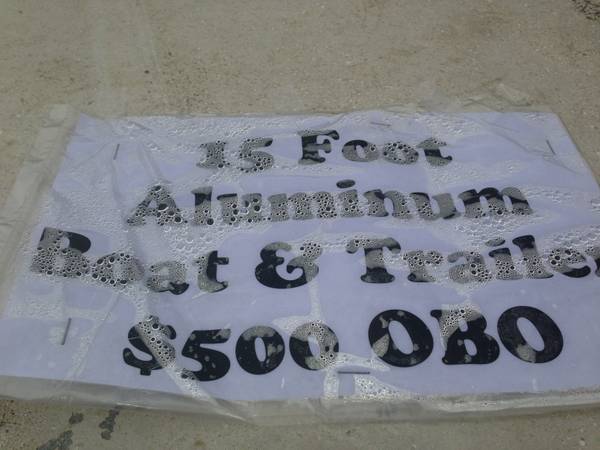 15 Foot
Aluminum
Boat & Trailer
$500 OBO